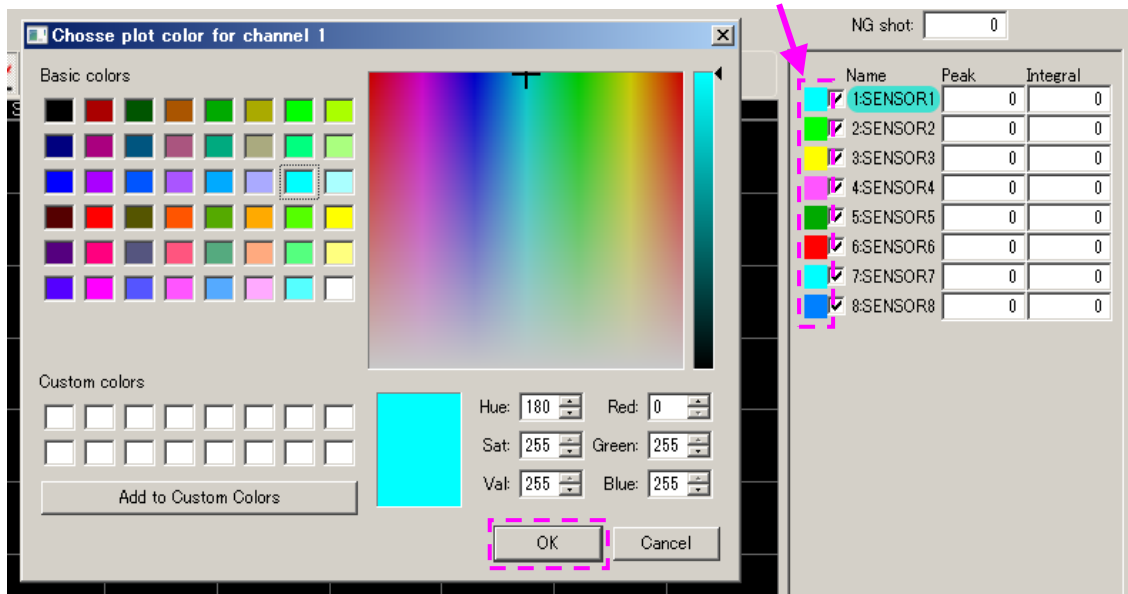 Chosse plot color for channel 1
Basic colors
Custom colors
Add to Custom Colors
Hue: 180 Red: 0
Sat: 255 Green: 255
Val: 255 Blue: 255
OK Cancel
NG shot: 0
Name Peak Integral
1:SENSOR1 0 0
2:SENSOR2 0 0
3:SENSOR3 0 0
4:SENSOR4 0 0
5:SENSOR5 0 0
6:SENSOR6 0 0
7:SENSOR7 0 0
8:SENSOR8 0 0